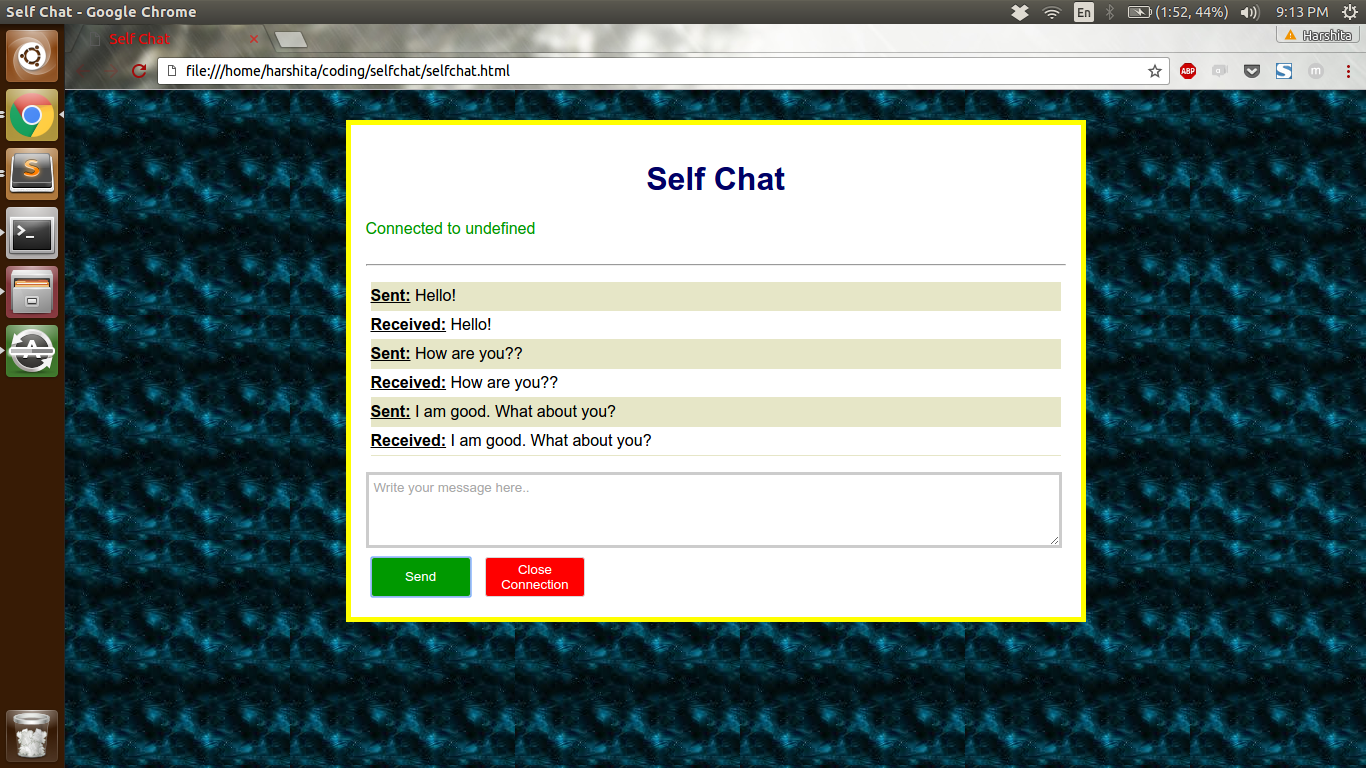 Self Chat - Google Chrome
En
(1:52, 44%)
9:13 PM
Self Chat
Harshita
file:///home/harshita/coding/selfchat/selfchat.html
ABP
Self Chat
Connected to undefined
Sent: Hello!
Received: Hello!
Sent: How are you??
Received: How are you??
Sent: I am good. What about you?
Received: I am good. What about you?
Write your message here..
Send
Close
Connection